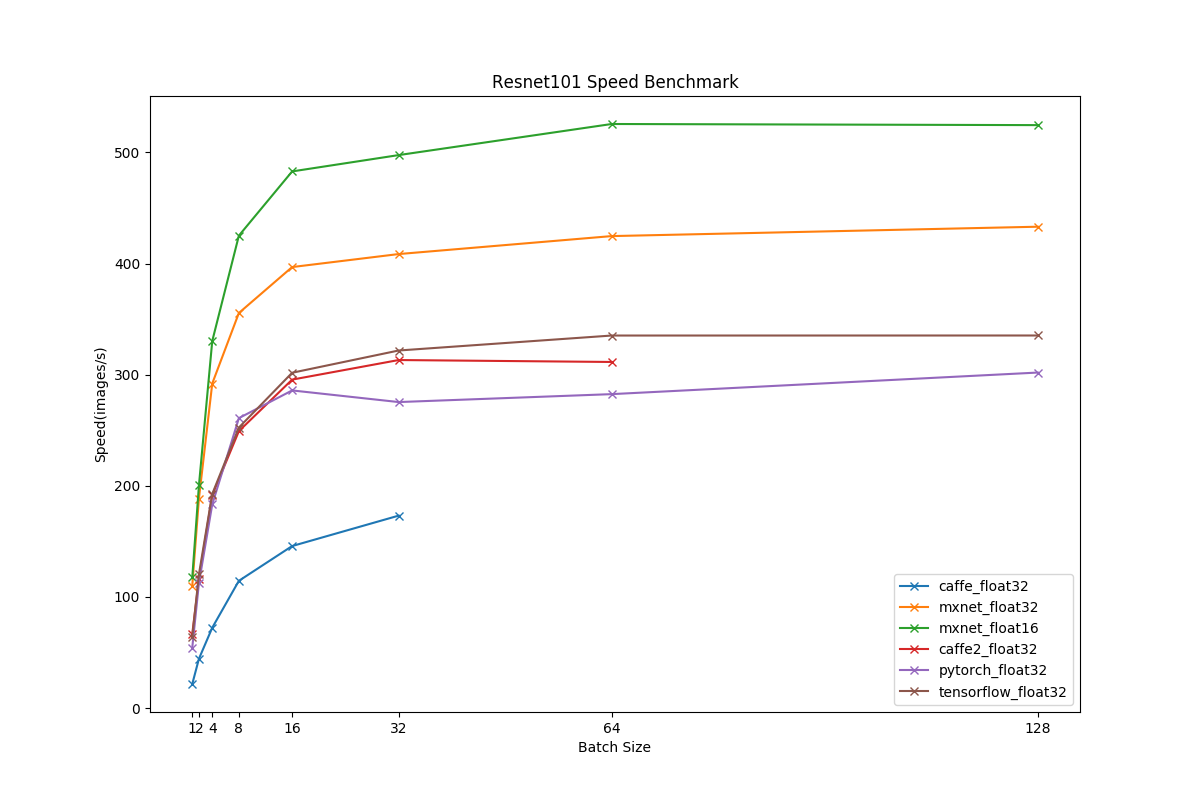 Resnet101 Speed Benchmark
Speed(images/s)
500
400
300
200
100
0
1 2 4 8 16 32 64 128
Batch Size
caffe_float32
mxnet_float32
mxnet_float16
caffe2_float32
pytorch_float32
tensorflow_float32